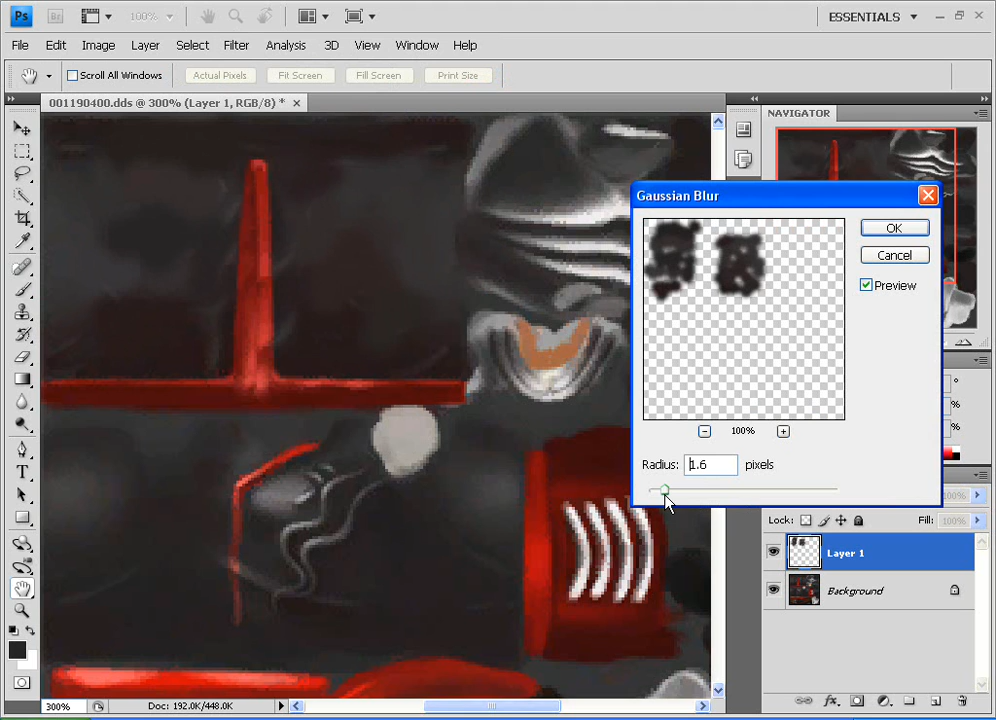 Ps Br 100% ESSENTIALS
File Edit Image Layer Select Filter Analysis 3D View Window Help
Scroll All Windows Actual Pixels Fit Screen Fill Screen Print Size
001190400.dds @ 300% (Layer 1, RGB/8) *
NAVIGATOR
Gaussian Blur
OK
Cancel
Preview
100%
Radius: 1.6 pixels
°
%
%
100%
Lock: Fill: 100%
Layer 1
Background
T
fx
300% Doc: 192.0K/448.0K